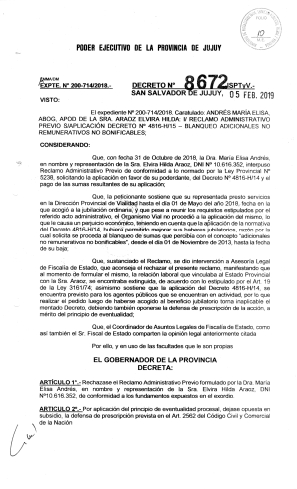 PODER EJECUTIVO DE LA PROVINCIA DE JUJUY
10
EXPTE. Nº 200-714/2018.
DECRETO Nº 8672 ISPTyV.-
SAN SALVADOR DE JUJUY, 05 FEB. 2019
VISTO:
El expediente Nº 200-714/2018. Caratulado: ANDRÉS MARÍA ELISA,
ABOG. APOD DE LA SRA. ARAOZ ELVIRA HILDA, V RECLAMO ADMINISTRATIVO
PREVIO S/APLICACIÓN DECRETO Nº 4816-H/15 – BLANQUEO ADICIONALES NO
REMUNERATIVOS NO BONIFICABLES;
CONSIDERANDO:
Que, con fecha 31 de Octubre de 2018, la Dra. María Elisa Andrés,
en nombre y representación de la Sra. Elvira Hilda Araoz, DNI Nº 10.616.352, interpuso
Reclamo Administrativo Previo de conformidad a lo normado por la Ley Provincial Nº
5238, solicitando la aplicación en favor de su poderdante, del Decreto Nº 4816-H/14 y el
pago de las sumas resultantes de su aplicación;
Que, la peticionante sostiene que su representada presto servicios
en la Dirección Provincial de Vialidad hasta el 01 de Mayo del año 2018, fecha en la
que acogió a la jubilación ordinaria, y que pese a reunir los requisitos estipulados por el
referido acto administrativo, el Organismo Vial no procedió a la aplicación del mismo, lo
que le causa un perjuicio económico, teniendo en cuenta que la aplicación de la normativa
del Decreto 4816-H/14, hubiera permitido mejorar sus haberes jubilatorios, razón por la
cual solicita se proceda al blanqueo de sumas que percibía con el concepto "adicionales
no remunerativos no bonificables", desde el día 01 de Noviembre de 2013, hasta la fecha
de su baja;
Que, sustanciado el Reclamo, se dio intervención a Asesoría Legal
de Fiscalía de Estado, que aconseja el rechazar el presente reclamo, manifestando que
al momento de formular el mismo, la relación laboral que vinculaba al Estado Provincial
con la Sra. Araoz, se encontraba extinguida, de acuerdo con lo estipulado por el Art. 19
de la Ley 3161/74; asimismo sostiene que la aplicación del Decreto 4816-H/14, se
encuentra previsto para los agentes públicos que se encuentran en actividad, por lo que
realizar el pedido luego de haberse acogido al beneficio jubilatorio torna inaplicable el
mentado Decreto, debiendo también oponerse la defensa de prescripción de la acción, a
mérito del principio de eventualidad;
Que, el Coordinador de Asuntos Legales de Fiscalía de Estado, como
así también el Sr. Fiscal de Estado comparten la opinión legal anteriormente citada
Por ello, y en uso de las facultades que le son propias
EL GOBERNADOR DE LA PROVINCIA
DECRETA:
ARTÍCULO 1º.- Rechazase el Reclamo Administrativo Previo formulado por la Dra. María
Elisa Andrés, en nombre y representación de la Sra. Elvira Hilda Araoz, DNI
Nº10.616.352, de conformidad a los fundamentos expuestos en el exordio.
ARTÍCULO 2º.- Por aplicación del principio de eventualidad procesal, déjase opuesta en
subsidio, la defensa de prescripción prevista en el Art. 2562 del Código Civil y Comercial
de la Nación